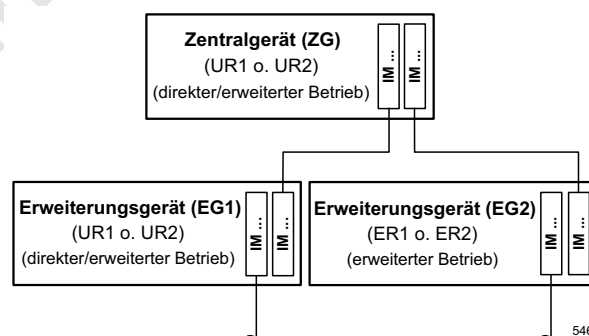 Zentralgerät (ZG)
(UR1 o. UR2)
(direkter/erweiterter Betrieb)
IM ...
IM ...
Erweiterungsgerät (EG1)
(UR1 o. UR2)
(direkter/erweiterter Betrieb)
IM ...
IM ...
Erweiterungsgerät (EG2)
(ER1 o. ER2)
(erweiterter Betrieb)
IM ...
IM ...
546